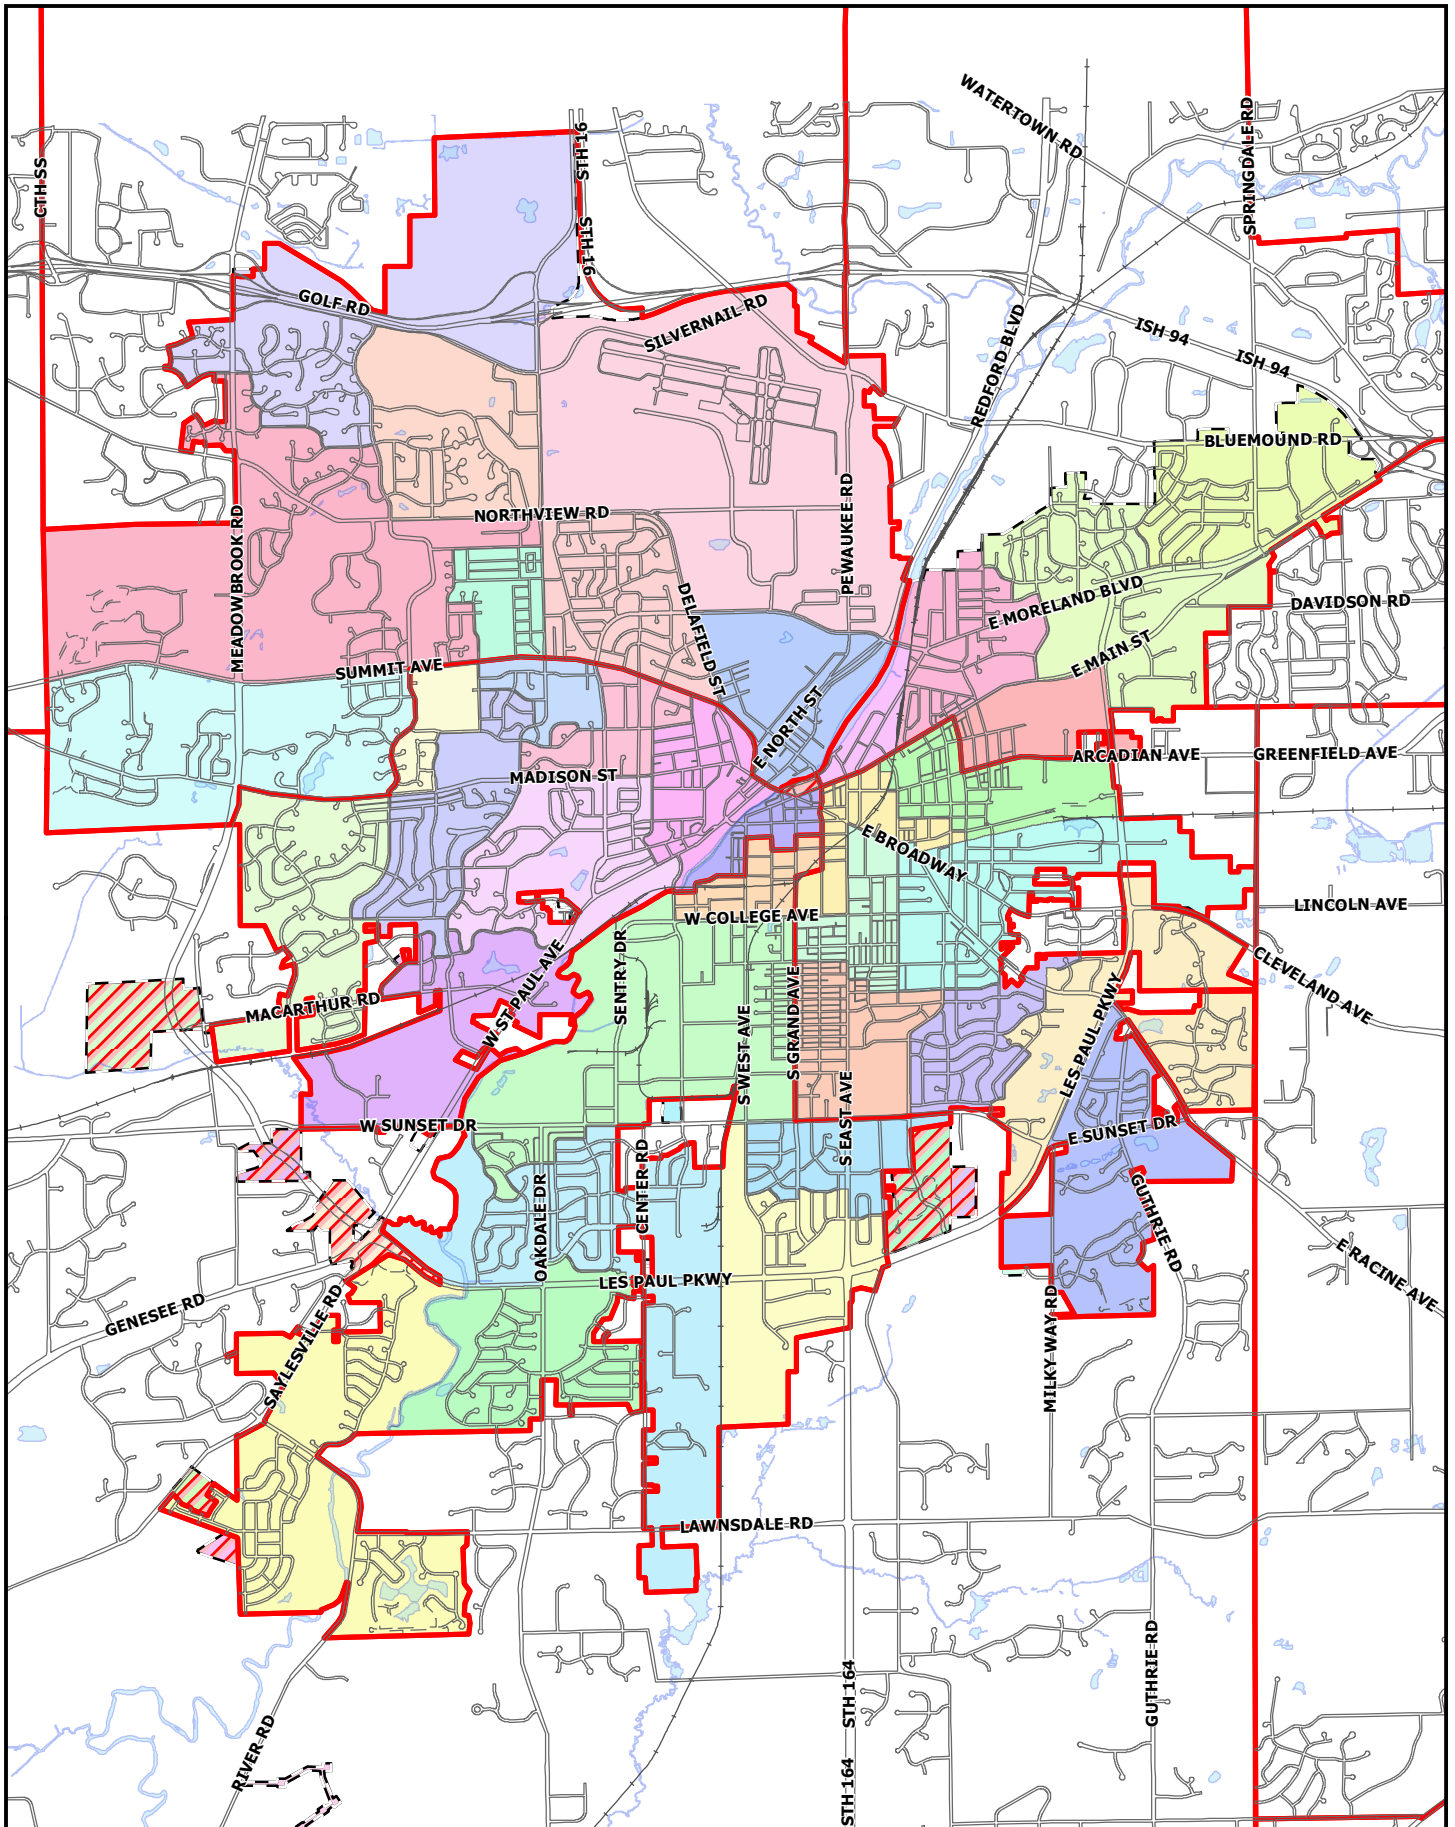 WATERTOWN RD
STH 16
CTH SS
SPRINGDALE RD
STH 16
GOLF RD
SILVERNAIL RD
REDFORD BLVD
ISH 94
ISH 94
BLUEMOUND RD
NORTHVIEW RD
PEWAUKEE RD
MEADOWBROOK RD
DELAFIELD ST
E MORELAND BLVD
DAVIDSON RD
E MAIN ST
SUMMIT AVE
E NORTH ST
ARCADIAN AVE
GREENFIELD AVE
MADISON ST
E BROADWAY
W COLLEGE AVE
LINCOLN AVE
SENTRY DR
W ST PAUL AVE
CLEVELAND AVE
MACARTHUR RD
S GRAND AVE
S WEST AVE
LES PAUL PKWY
S EAST AVE
W SUNSET DR
E SUNSET DR
CENTER RD
OAKDALE DR
GUTHRIE RD
E RACINE AVE
LES PAUL PKWY
GENESEE RD
SAYLESVILLE RD
MILKY WAY RD
LAWNSDALE RD
GUTHRIE RD
STH 164
RIVER RD
STH 164